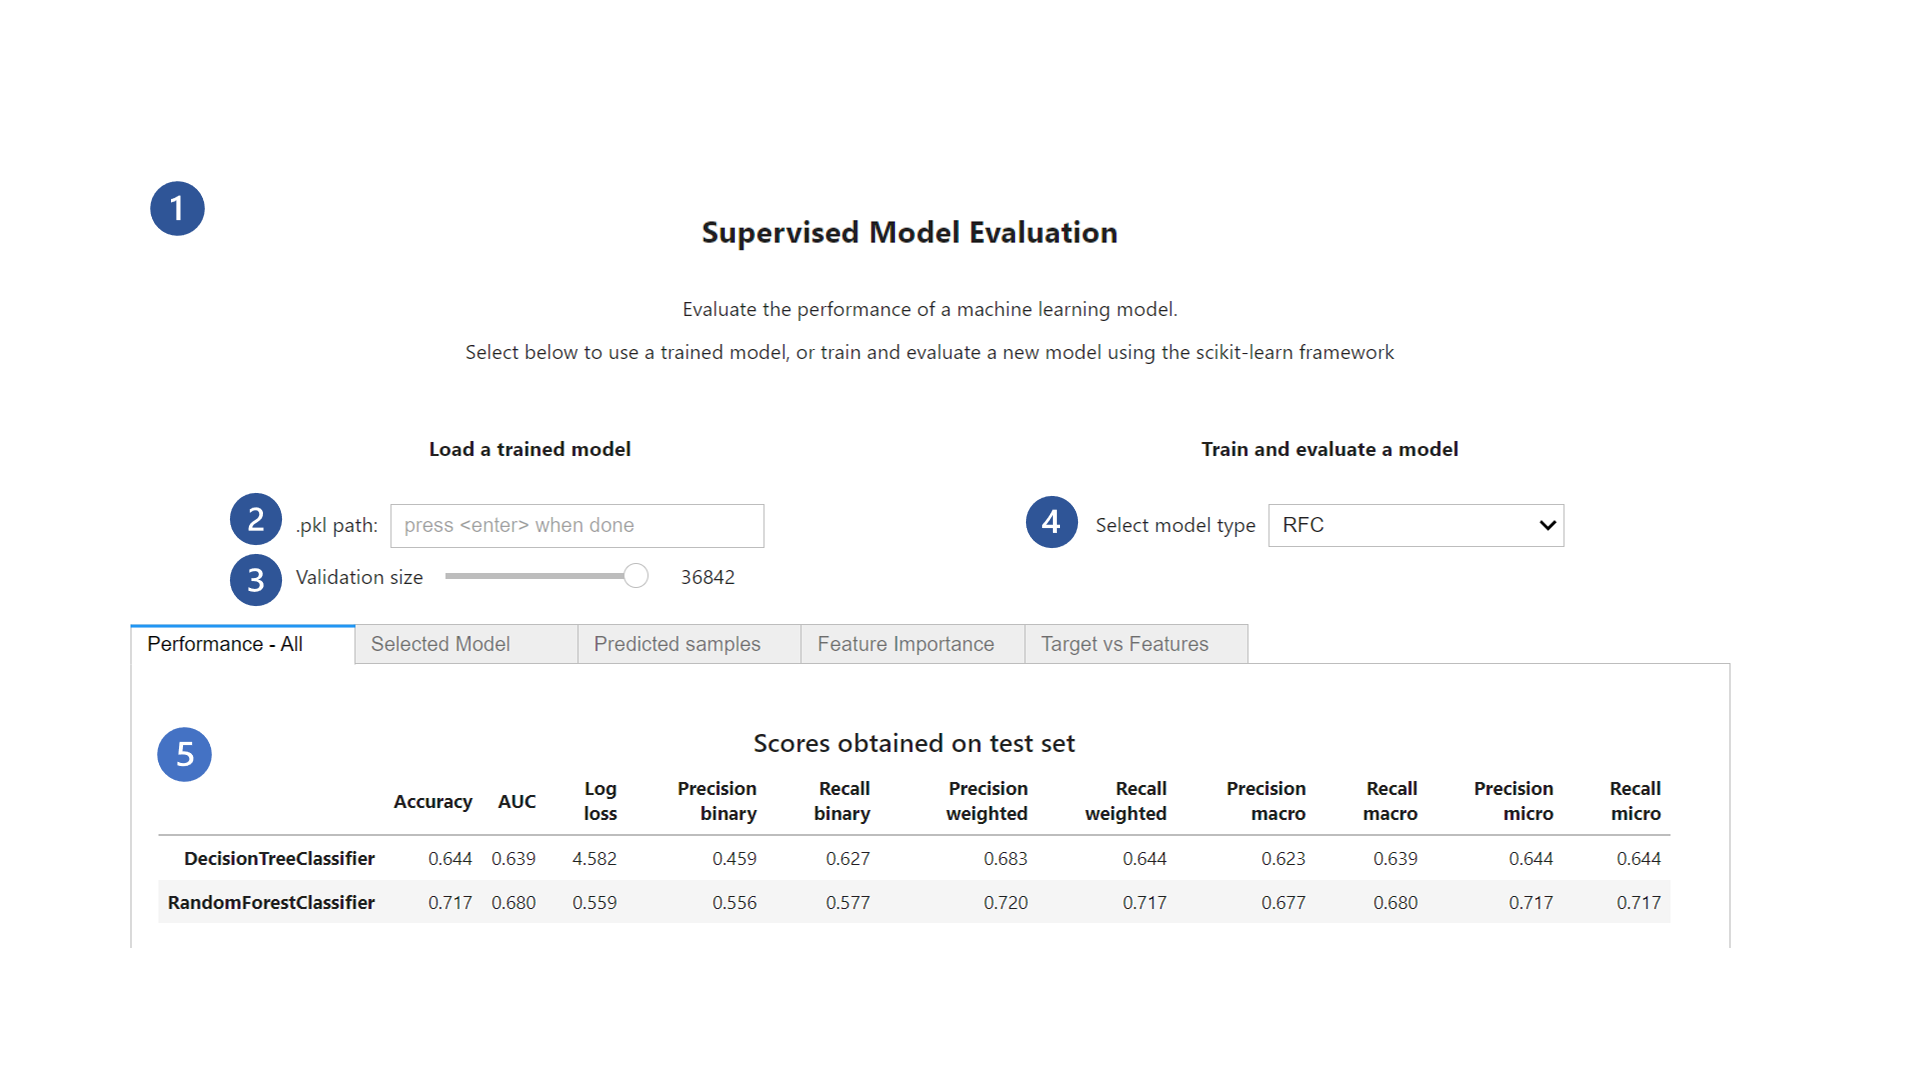 1
Supervised Model Evaluation
Evaluate the performance of a machine learning model.
Select below to use a trained model, or train and evaluate a new model using the scikit-learn framework
Load a trained model
Train and evaluate a model
2 .pkl path: press <enter> when done
4 Select model type RFC
3 Validation size 36842
Performance - All Selected Model Predicted samples Feature Importance Target vs Features
5
Scores obtained on test set
Accuracy AUC Log loss Precision binary Recall binary Precision weighted Recall weighted Precision macro Recall macro Precision micro Recall micro
DecisionTreeClassifier 0.644 0.639 4.582 0.459 0.627 0.683 0.644 0.623 0.639 0.644 0.644
RandomForestClassifier 0.717 0.680 0.559 0.556 0.577 0.720 0.717 0.677 0.680 0.717 0.717